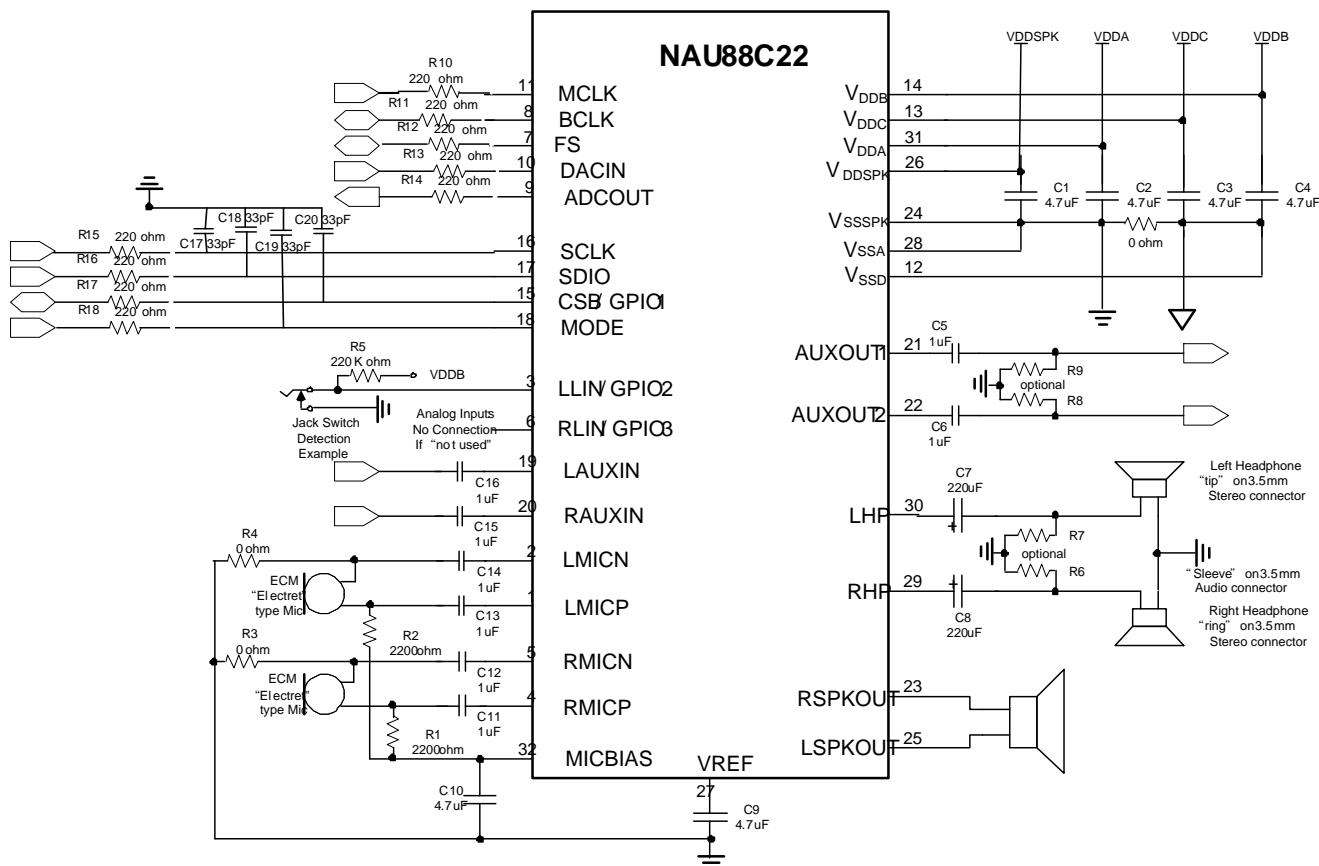 NAU88C22
VDDSPK
VDDA
VDDC
VDDB
R10
220 ohm
11
MCLK
R11
220 ohm
8
BCLK
R12
220 ohm
7
FS
R13
220 ohm
10
DACIN
R14
220 ohm
9
ADCOUT
C18 33pF
C20 33pF
C17 33pF
C19 33pF
R15
220 ohm
16
SCLK
R16
220 ohm
17
SDIO
R17
220 ohm
15
CSB/ GPIO1
R18
220 ohm
18
MODE
R5
220 K ohm
VDDB
3
LLIN/ GPIO2
Jack Switch
Detection
Example
Analog Inputs
No Connection
If “not used”
6
RLIN/ GPIO3
19
LAUXIN
C16
1uF
20
RAUXIN
C15
1uF
R4
0 ohm
2
LMICN
C14
1uF
ECM
“Electret”
type Mic
1
LMICP
C13
1uF
R3
0 ohm
R2
2200ohm
5
RMICN
C12
1uF
ECM
“Electret”
type Mic
4
RMICP
C11
1uF
R1
2200ohm
32
MICBIAS
C10
4.7uF
VREF
27
C9
4.7uF
VDDB
14
VDDC
13
VDDA
31
VDDSPK
26
C1
4.7uF
C2
4.7uF
C3
4.7uF
C4
4.7uF
VSSSPK
24
0 ohm
VSSA
28
VSSD
12
AUXOUT1
21
C5
1uF
R9
optional
R8
AUXOUT2
22
C6
1uF
C7
220uF
LHP
30
+
Left Headphone
“tip” on 3.5mm
Stereo connector
R7
optional
R6
“Sleeve” on 3.5mm
Audio connector
RHP
29
+
C8
220uF
Right Headphone
“ring” on 3.5mm
Stereo connector
RSPKOUT
23
LSPKOUT
25